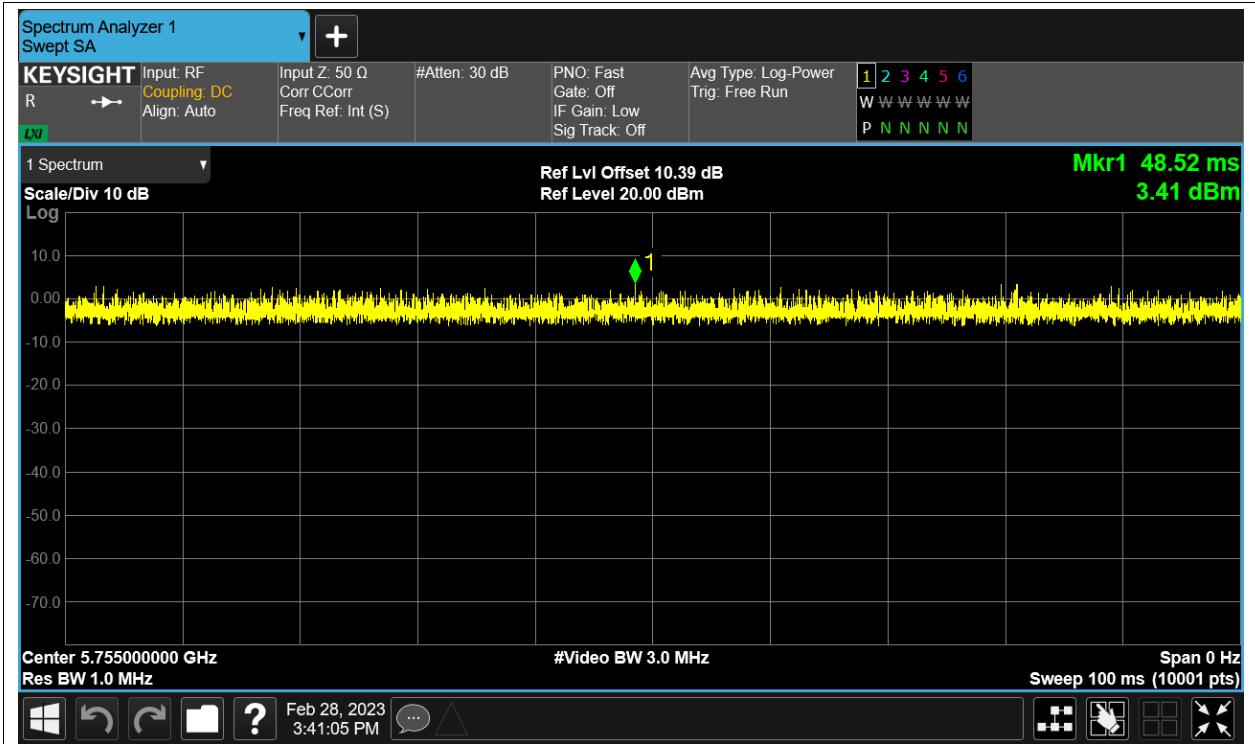 Spectrum Analyzer 1
Swept SA
+
KEYSIGHT
R
LXI
Input: RF
Coupling: DC
Align: Auto
Input Z: 50 Ω
Corr CCorr
Freq Ref: Int (S)
#Atten: 30 dB
PNO: Fast
Gate: Off
IF Gain: Low
Sig Track: Off
Avg Type: Log-Power
Trig: Free Run
1 2 3 4 5 6
W W W W W W
P N N N N N
1 Spectrum
Scale/Div 10 dB
Ref Lvl Offset 10.39 dB
Ref Level 20.00 dBm
Mkr1 48.52 ms
3.41 dBm
Log
10.0
0.00
-10.0
-20.0
-30.0
-40.0
-50.0
-60.0
-70.0
1
Center 5.755000000 GHz
Res BW 1.0 MHz
#Video BW 3.0 MHz
Span 0 Hz
Sweep 100 ms (10001 pts)
?
Feb 28, 2023
3:41:05 PM